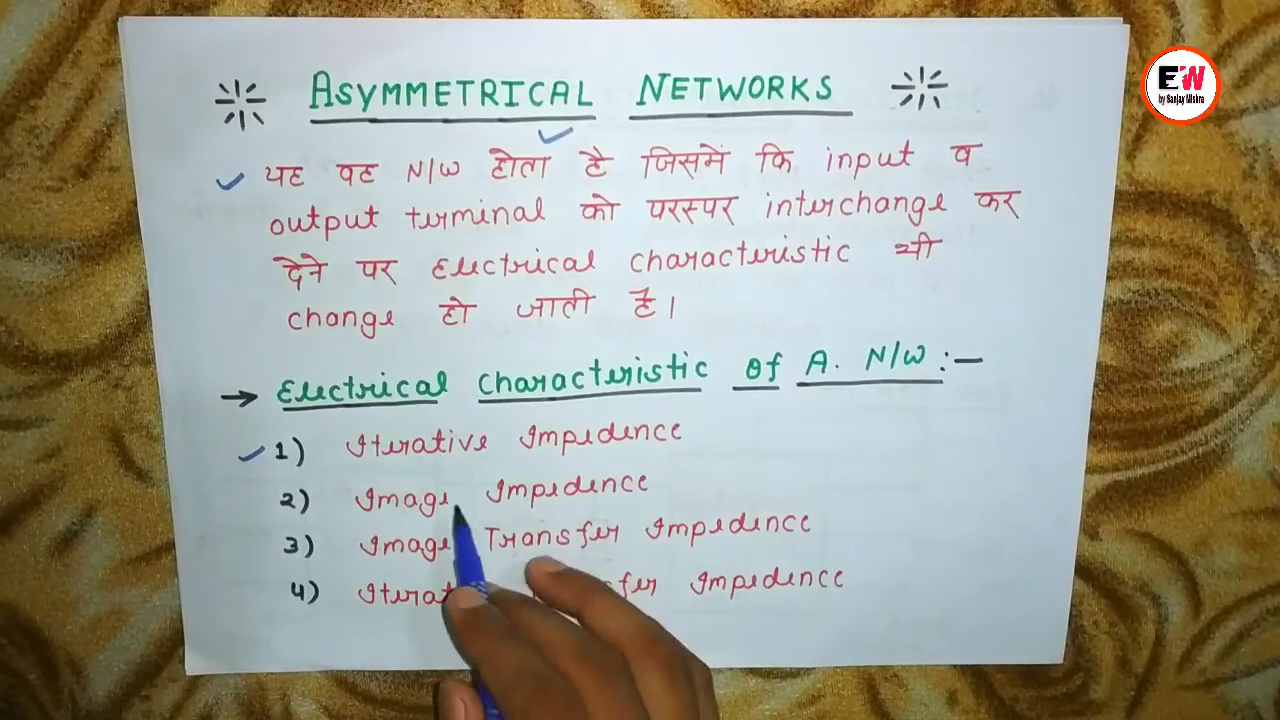 ASYMMETRICAL NETWORKS
यह वह N/W होता है जिसमें कि input व
output terminal को परस्पर interchange कर
देने पर Electrical characteristic भी
change हो जाती है।
→ Electrical Characteristic Of A. N/W :-
1) Iterative Impedence
2) Image Impedence
3) Image Transfer Impedence
4) Impedence
EW
by Sanjay Mishra